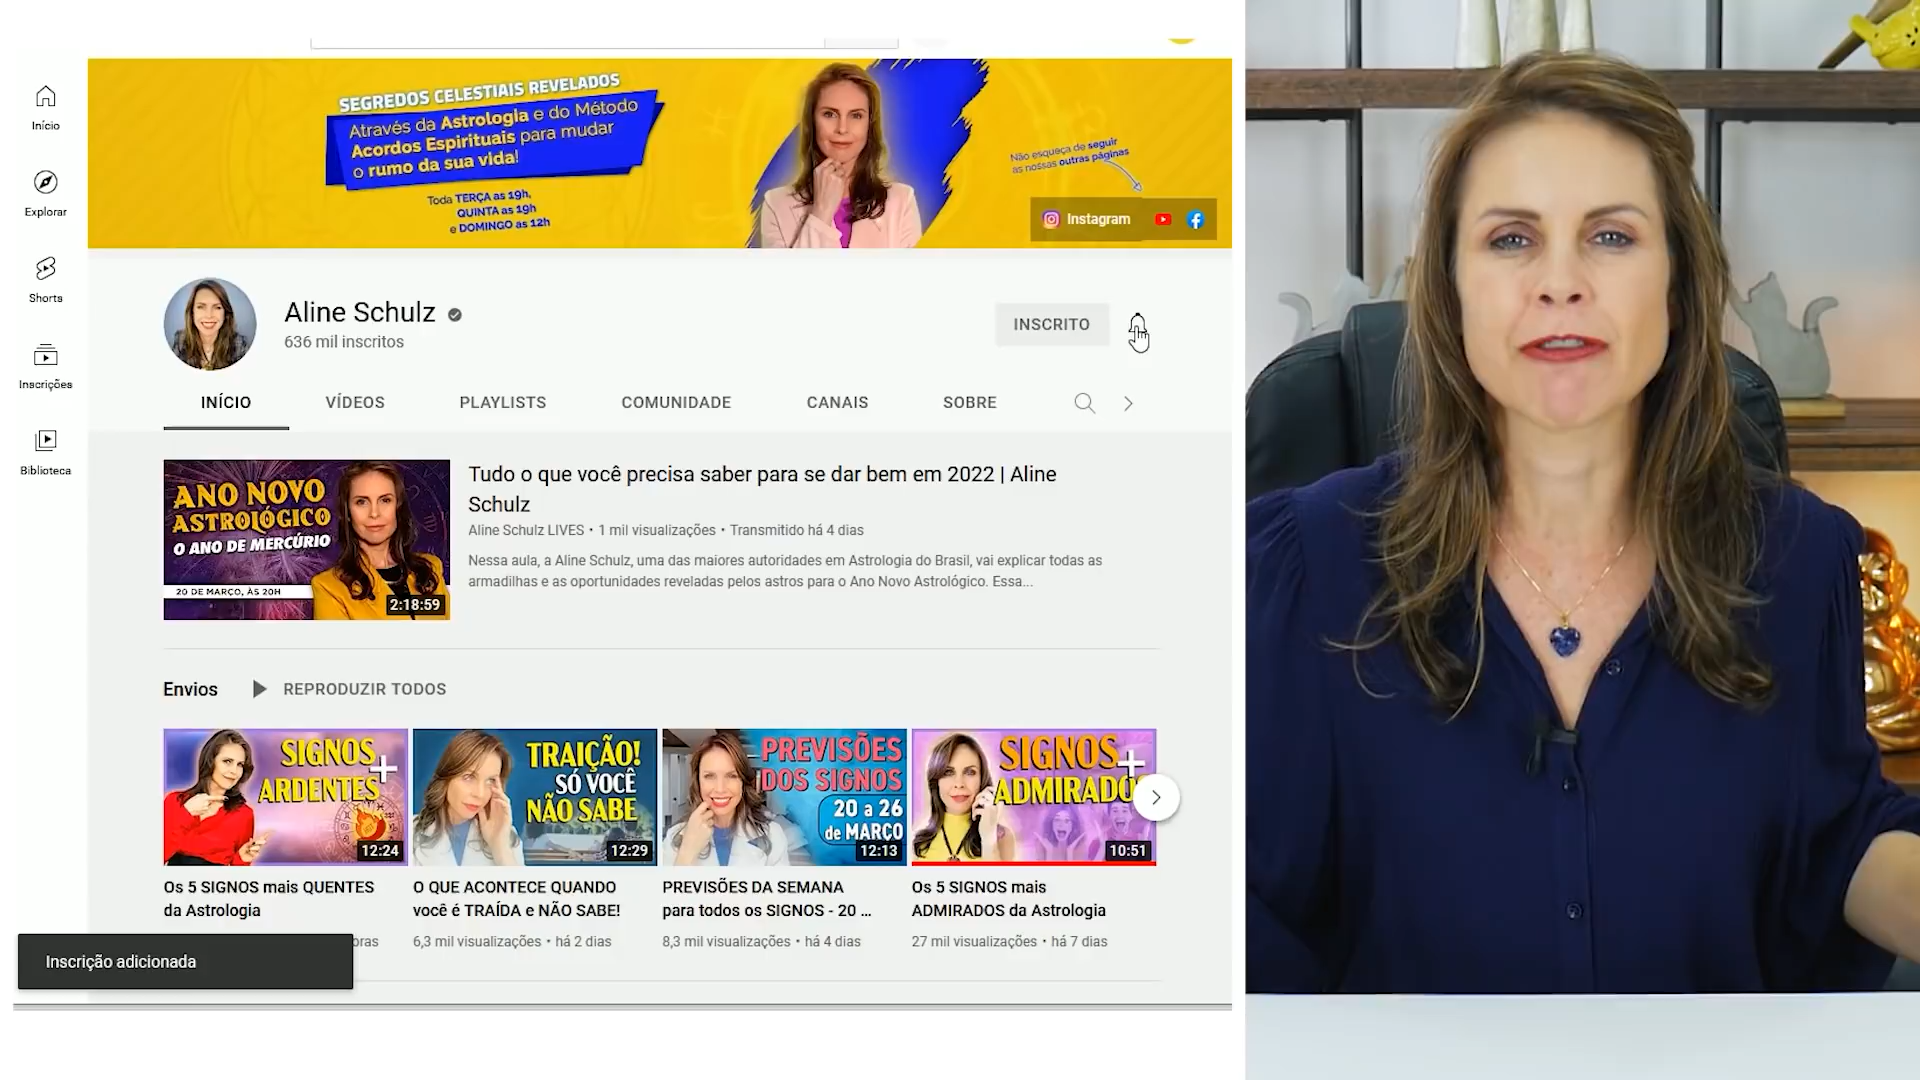 SEGREDOS CELESTIAIS REVELADOS
Através da Astrologia e do Método
Acordos Espirituais para mudar
o rumo da sua vida!
Toda TERÇA as 19h,
QUINTA as 19h
e DOMINGO as 12h
Não esqueça de seguir
as nossas outras páginas
Instagram
Início
Explorar
Shorts
Inscrições
Biblioteca
Aline Schulz
636 mil inscritos
INSCRITO
INÍCIO
VÍDEOS
PLAYLISTS
COMUNIDADE
CANAIS
SOBRE
ANO NOVO
ASTROLÓGICO
O ANO DE MERCÚRIO
20 DE MARÇO, ÀS 20H
2:18:59
Tudo o que você precisa saber para se dar bem em 2022 | Aline
Schulz
Aline Schulz LIVES • 1 mil visualizações • Transmitido há 4 dias
Nessa aula, a Aline Schulz, uma das maiores autoridades em Astrologia do Brasil, vai explicar todas as
armadilhas e as oportunidades reveladas pelos astros para o Ano Novo Astrológico. Essa...
Envios
REPRODUZIR TODOS
SIGNOS
ARDENTES
12:24
Os 5 SIGNOS mais QUENTES
da Astrologia
TRAIÇÃO!
SÓ VOCÊ
NÃO SABE
12:29
O QUE ACONTECE QUANDO
você é TRAÍDA e NÃO SABE!
6,3 mil visualizações • há 2 dias
PREVISÕES
DOS SIGNOS
20 a 26
de MARÇO
12:13
PREVISÕES DA SEMANA
para todos os SIGNOS - 20 ...
8,3 mil visualizações • há 4 dias
SIGNOS
ADMIRADO
10:51
Os 5 SIGNOS mais
ADMIRADOS da Astrologia
27 mil visualizações • há 7 dias
Inscrição adicionada